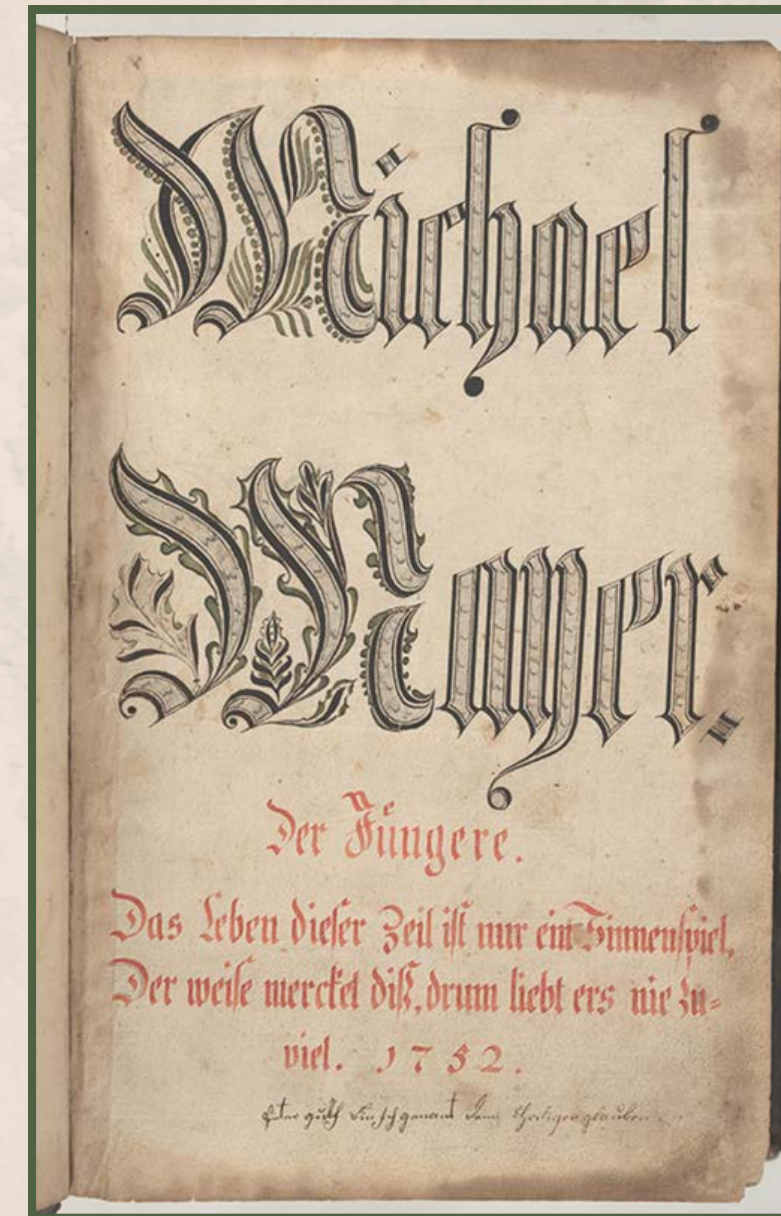 Michael
Mayer.
Der Jüngere.
Das Leben dieser Zeit ist nur ein Sinnenspiel,
Der weise mercket diß, drum liebt ers nie zu=
viel. 1752.